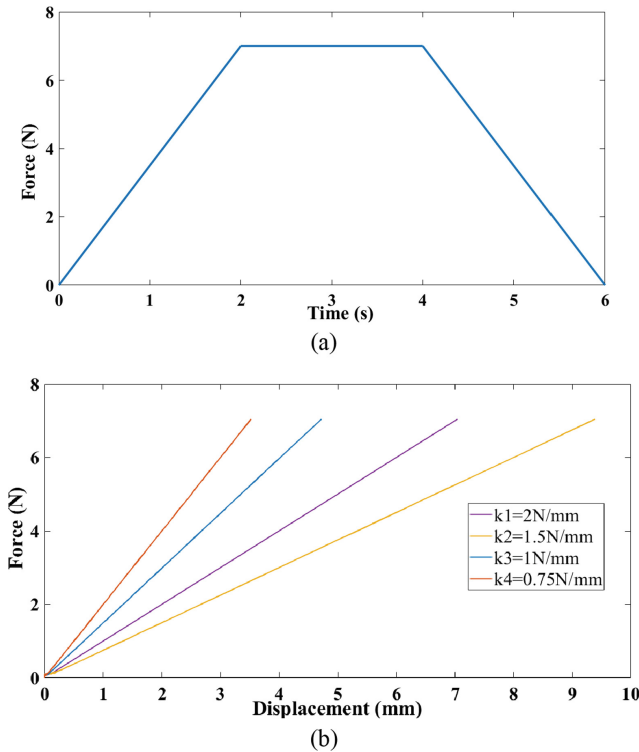 8
6
4
2
0
Force (N)
0 1 2 3 4 5 6
Time (s)
(a)
8
6
4
2
0
Force (N)
k1=2N/mm
k2=1.5N/mm
k3=1N/mm
k4=0.75N/mm
0 1 2 3 4 5 6 7 8 9 10
Displacement (mm)
(b)